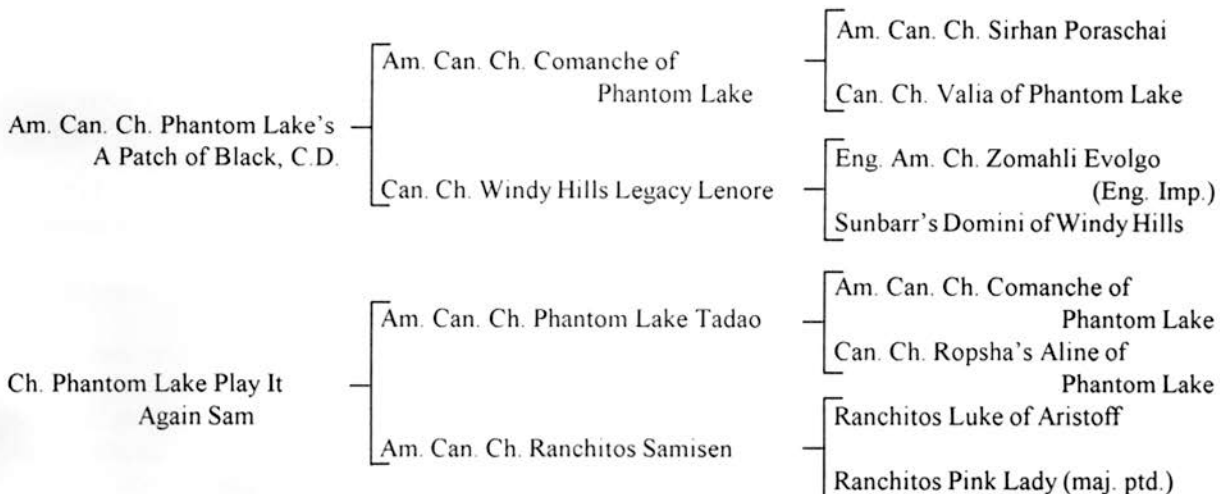 Am. Can. Ch. Phantom Lake's
A Patch of Black, C.D.
Am. Can. Ch. Comanche of
Phantom Lake
Can. Ch. Windy Hills Legacy Lenore
Am. Can. Ch. Sirhan Poraschai
Can. Ch. Valia of Phantom Lake
Eng. Am. Ch. Zomahli Evolgo
(Eng. Imp.)
Sunbarr's Domini of Windy Hills
Ch. Phantom Lake Play It
Again Sam
Am. Can. Ch. Phantom Lake Tadao
Am. Can. Ch. Ranchitos Samisen
Am. Can. Ch. Comanche of
Phantom Lake
Can. Ch. Ropsha's Aline of
Phantom Lake
Ranchitos Luke of Aristoff
Ranchitos Pink Lady (maj. ptd.)